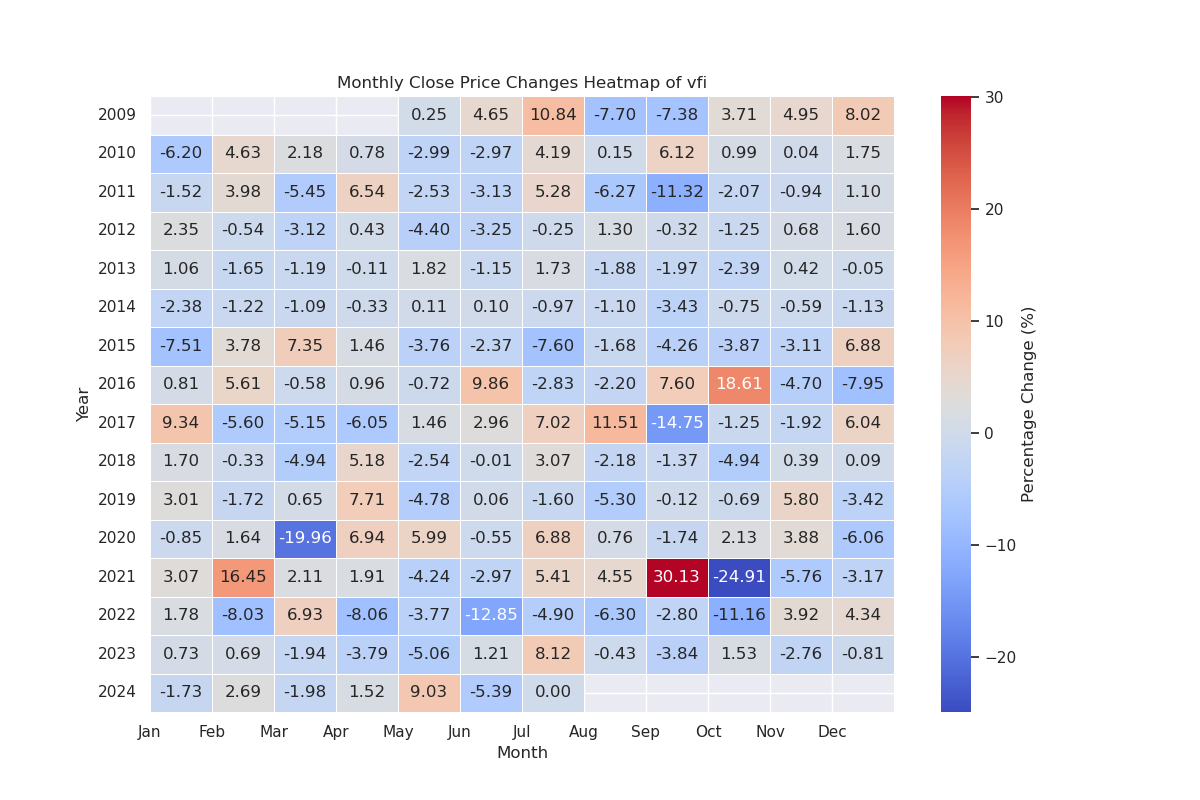 Monthly Close Price Changes Heatmap of vfi
2009 0.25 4.65 10.84 -7.70 -7.38 3.71 4.95 8.02
2010 -6.20 4.63 2.18 0.78 -2.99 -2.97 4.19 0.15 6.12 0.99 0.04 1.75
2011 -1.52 3.98 -5.45 6.54 -2.53 -3.13 5.28 -6.27 -11.32 -2.07 -0.94 1.10
2012 2.35 -0.54 -3.12 0.43 -4.40 -3.25 -0.25 1.30 -0.32 -1.25 0.68 1.60
2013 1.06 -1.65 -1.19 -0.11 1.82 -1.15 1.73 -1.88 -1.97 -2.39 0.42 -0.05
2014 -2.38 -1.22 -1.09 -0.33 0.11 0.10 -0.97 -1.10 -3.43 -0.75 -0.59 -1.13
2015 -7.51 3.78 7.35 1.46 -3.76 -2.37 -7.60 -1.68 -4.26 -3.87 -3.11 6.88
2016 0.81 5.61 -0.58 0.96 -0.72 9.86 -2.83 -2.20 7.60 18.61 -4.70 -7.95
2017 9.34 -5.60 -5.15 -6.05 1.46 2.96 7.02 11.51 -14.75 -1.25 -1.92 6.04
2018 1.70 -0.33 -4.94 5.18 -2.54 -0.01 3.07 -2.18 -1.37 -4.94 0.39 0.09
2019 3.01 -1.72 0.65 7.71 -4.78 0.06 -1.60 -5.30 -0.12 -0.69 5.80 -3.42
2020 -0.85 1.64 -19.96 6.94 5.99 -0.55 6.88 0.76 -1.74 2.13 3.88 -6.06
2021 3.07 16.45 2.11 1.91 -4.24 -2.97 5.41 4.55 30.13 -24.91 -5.76 -3.17
2022 1.78 -8.03 6.93 -8.06 -3.77 -12.85 -4.90 -6.30 -2.80 -11.16 3.92 4.34
2023 0.73 0.69 -1.94 -3.79 -5.06 1.21 8.12 -0.43 -3.84 1.53 -2.76 -0.81
2024 -1.73 2.69 -1.98 1.52 9.03 -5.39 0.00
Jan Feb Mar Apr May Jun Jul Aug Sep Oct Nov Dec
Month
Year
30
20
10
0
−10
−20
Percentage Change (%)